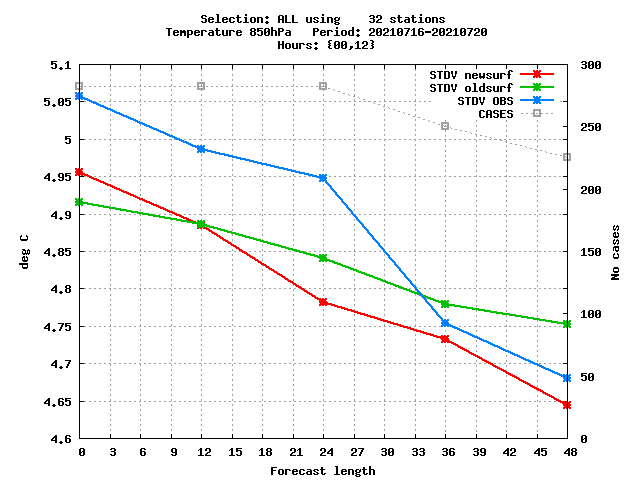 Selection: ALL using    32 stations
Temperature 850hPa   Period: 20210716-20210720
Hours: {00,12}
STDV newsurf
STDV oldsurf
STDV OBS
CASES
5.1
5.05
5
4.95
4.9
4.85
4.8
4.75
4.7
4.65
4.6
deg C
300
250
200
150
100
50
0
No cases
0 3 6 9 12 15 18 21 24 27 30 33 36 39 42 45 48
Forecast length